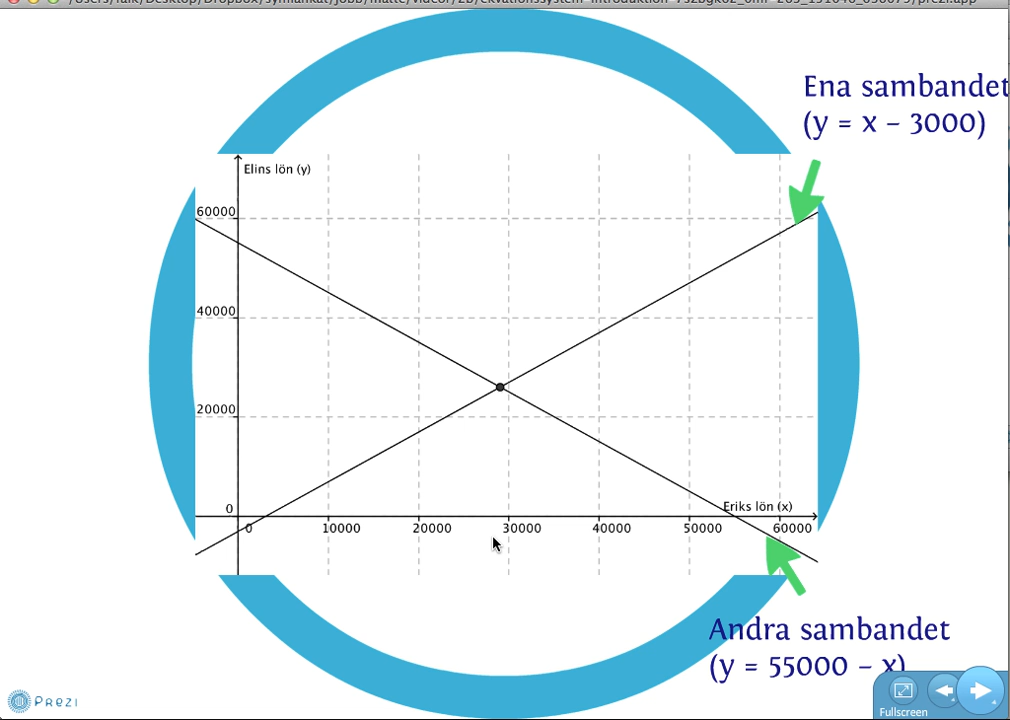 Ena sambandet
(y = x – 3000)
Elins lön (y)
60000
40000
20000
0
Eriks lön (x)
0 10000 20000 30000 40000 50000 60000
Andra sambandet
(y = 55000 – x)
Fullscreen
PREZI